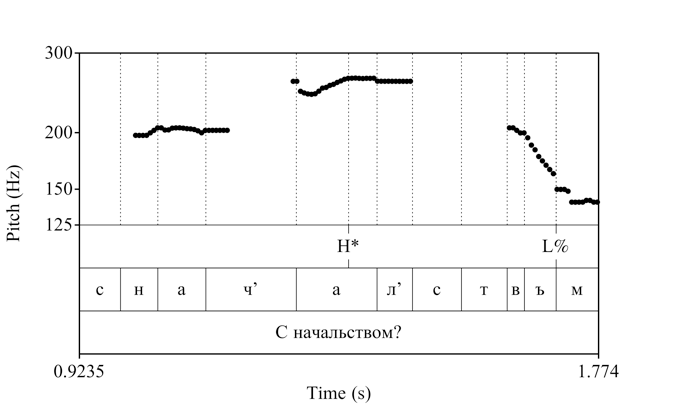 300
200
150
125
Pitch (Hz)
H* L%
с н а ч’ а л’ с т в ъ м
С начальством?
0.9235 1.774
Time (s)